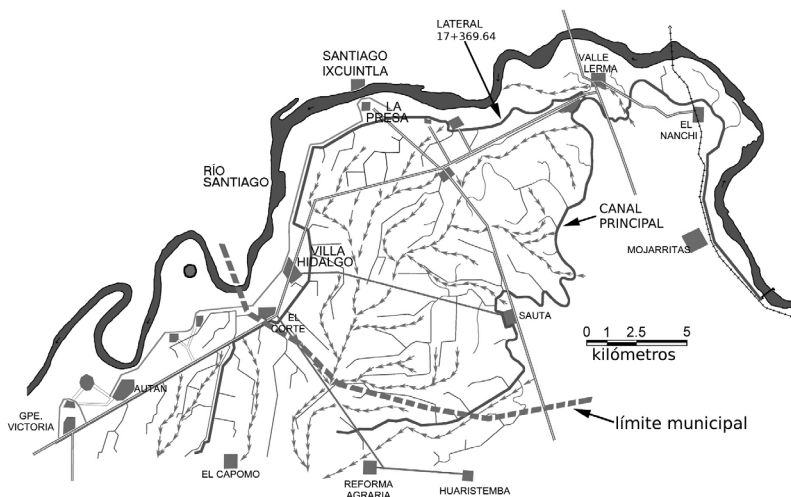 LATERAL
17+369.64
SANTIAGO
IXCUINTLA
VALLE
LERMA
LA
PRESA
EL
NANCHI
RÍO
SANTIAGO
CANAL
PRINCIPAL
MOJARRITAS
VILLA
HIDALGO
SAUTA
EL
CORTE
0 1 2.5 5
kilómetros
AUTAN
GPE.
VICTORIA
límite municipal
EL CAPOMO
REFORMA
AGRARIA
HUARISTEMBA